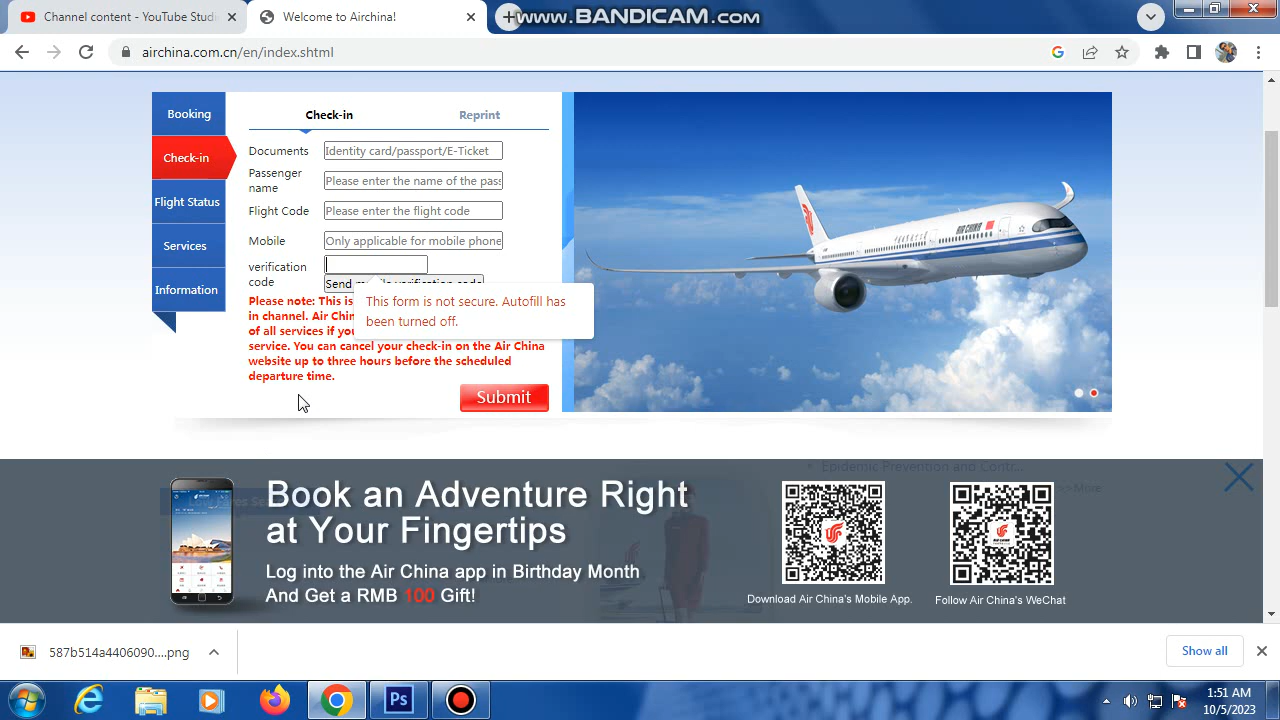 Channel content - YouTube Studi
Welcome to Airchina!
www.BANDICAM.com
airchina.com.cn/en/index.shtml
Booking
Check-in
Flight Status
Services
Information
Check-in
Reprint
Documents
Identity card/passport/E-Ticket
Passenger name
Please enter the name of the pass
Flight Code
Please enter the flight code
Mobile
Only applicable for mobile phone
verification code
Send mobile verification code
This form is not secure. Autofill has
been turned off.
Please note: This is
in channel. Air Chin
of all services if you
service. You can cancel your check-in on the Air China
website up to three hours before the scheduled
departure time.
Submit
AIR CHINA
Epidemic Prevention and Contr...
Book an Adventure Right
at Your Fingertips
Log into the Air China app in Birthday Month
And Get a RMB 100 Gift!
Download Air China's Mobile App.
Follow Air China's WeChat
587b514a4406090....png
Show all
Ps
1:51 AM
10/5/2023